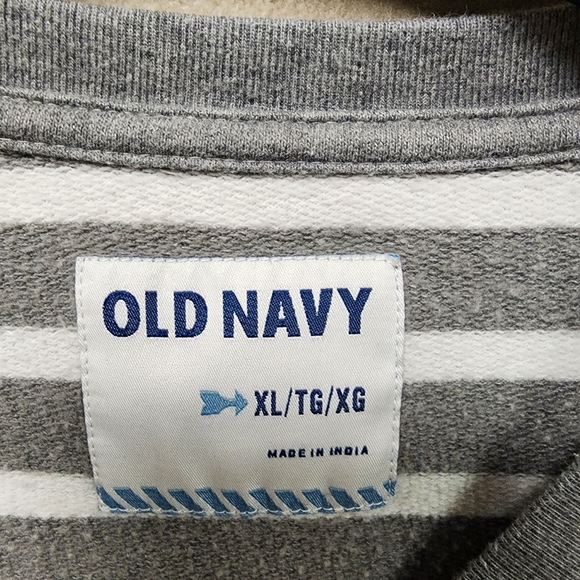 OLD NAVY
XL/TG/XG
MADE IN INDIA